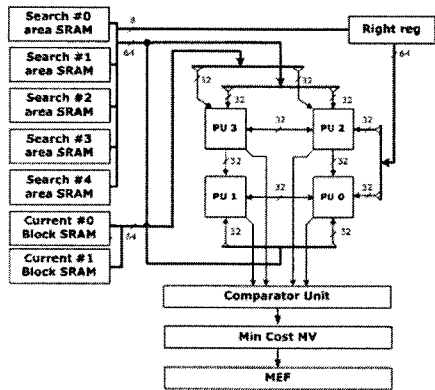 Search #0
area SRAM
Search #1
area SRAM
Search #2
area SRAM
Search #3
area SRAM
Search #4
area SRAM
Current #0
Block SRAM
Current #1
Block SRAM
8
64
64
Right reg
64
32
32
32
32
PU 3
32
PU 2
32
32
32
PU 1
32
PU 0
32
32
32
Comparator Unit
Min Cost NV
MEF